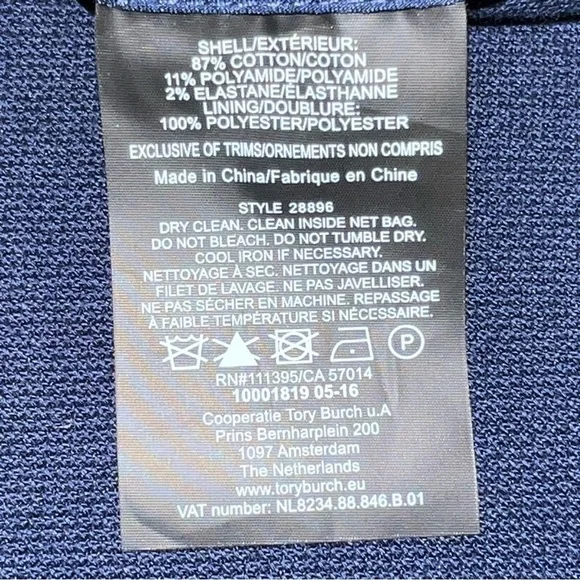 SHELL/EXTÉRIEUR:
87% COTTON/COTON
11% POLYAMIDE/POLYAMIDE
2% ELASTANE/ÉLASTHANNE
LINING/DOUBLURE:
100% POLYESTER/POLYESTER
EXCLUSIVE OF TRIMS/ORNEMENTS NON COMPRIS
Made in China/Fabrique en Chine
STYLE 28896
DRY CLEAN. CLEAN INSIDE NET BAG.
DO NOT BLEACH. DO NOT TUMBLE DRY.
COOL IRON IF NECESSARY.
NETTOYAGE À SEC. NETTOYAGE DANS UN
FILET DE LAVAGE. NE PAS JAVELLISER.
NE PAS SÉCHER EN MACHINE. REPASSAGE
À FAIBLE TEMPÉRATURE SI NÉCESSAIRE.
P
RN#111395/CA 57014
10001819 05-16
Cooperatie Tory Burch u.A
Prins Bernharplein 200
1097 Amsterdam
The Netherlands
www.toryburch.eu
VAT number: NL8234.88.846.B.01